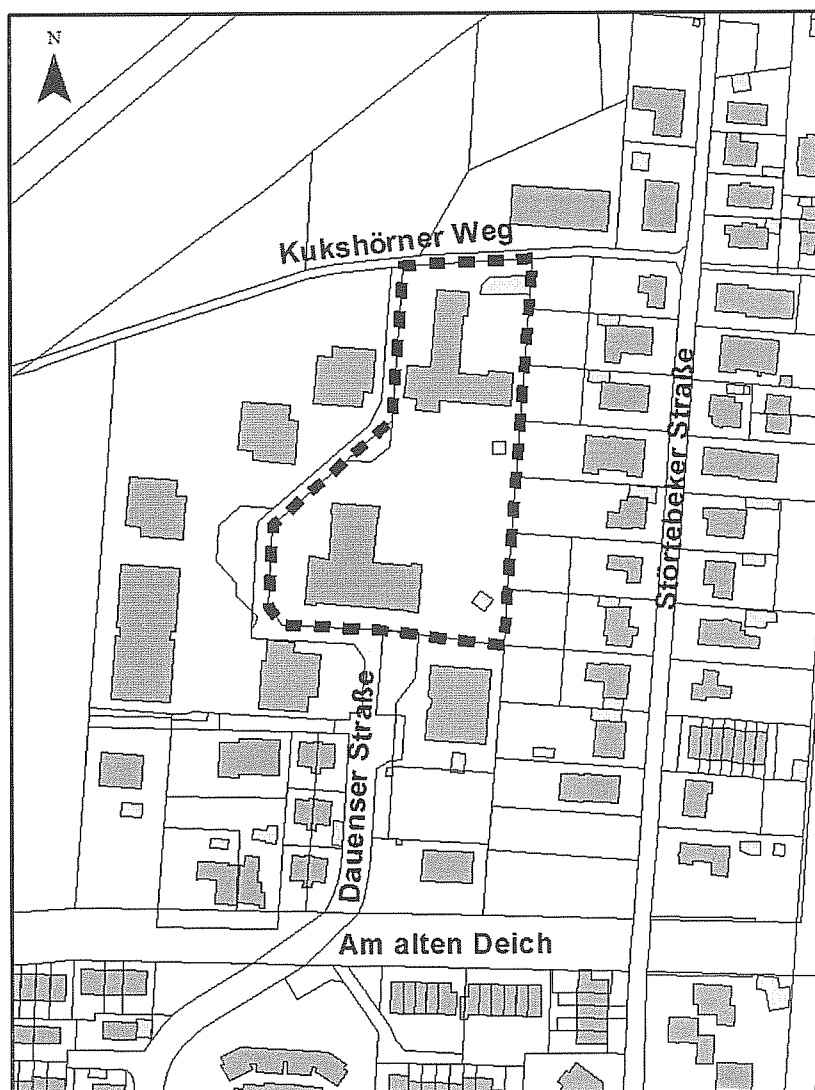 N
Kukshörner Weg
Störtebeker Straße
Dauenser Straße
Am alten Deich